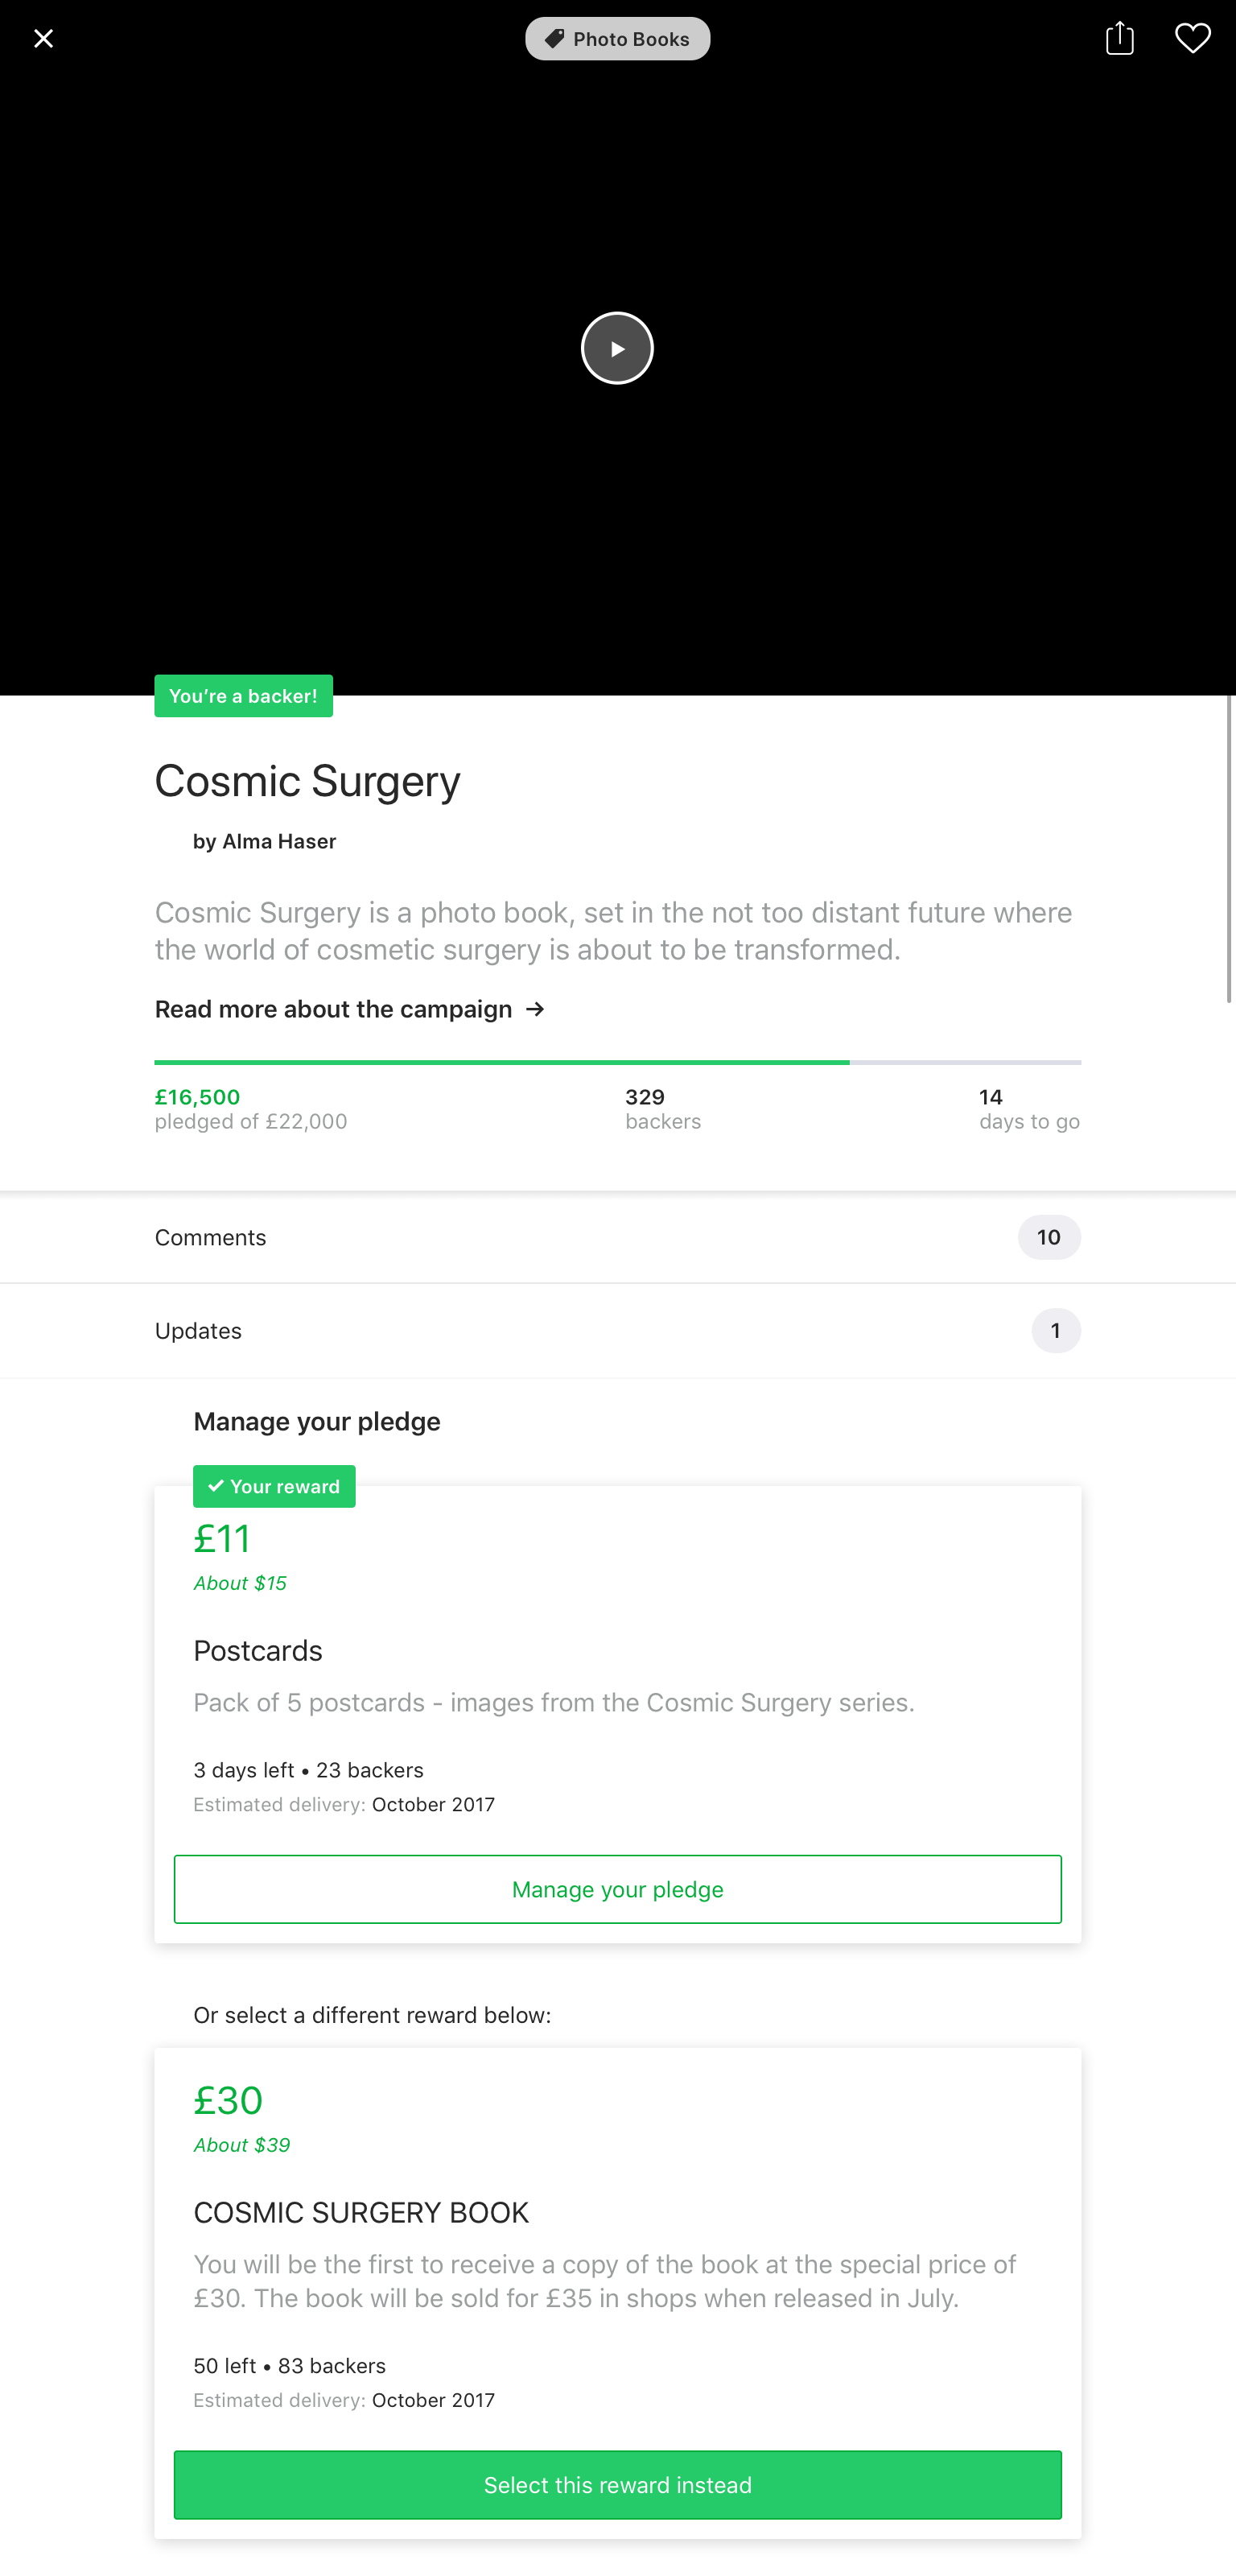 Photo Books
You’re a backer!
Cosmic Surgery
by Alma Haser
Cosmic Surgery is a photo book, set in the not too distant future where
the world of cosmetic surgery is about to be transformed.
Read more about the campaign →
£16,500
pledged of £22,000
329
backers
14
days to go
Comments
10
Updates
1
Manage your pledge
Your reward
£11
About $15
Postcards
Pack of 5 postcards - images from the Cosmic Surgery series.
3 days left • 23 backers
Estimated delivery: October 2017
Manage your pledge
Or select a different reward below:
£30
About $39
COSMIC SURGERY BOOK
You will be the first to receive a copy of the book at the special price of
£30. The book will be sold for £35 in shops when released in July.
50 left • 83 backers
Estimated delivery: October 2017
Select this reward instead